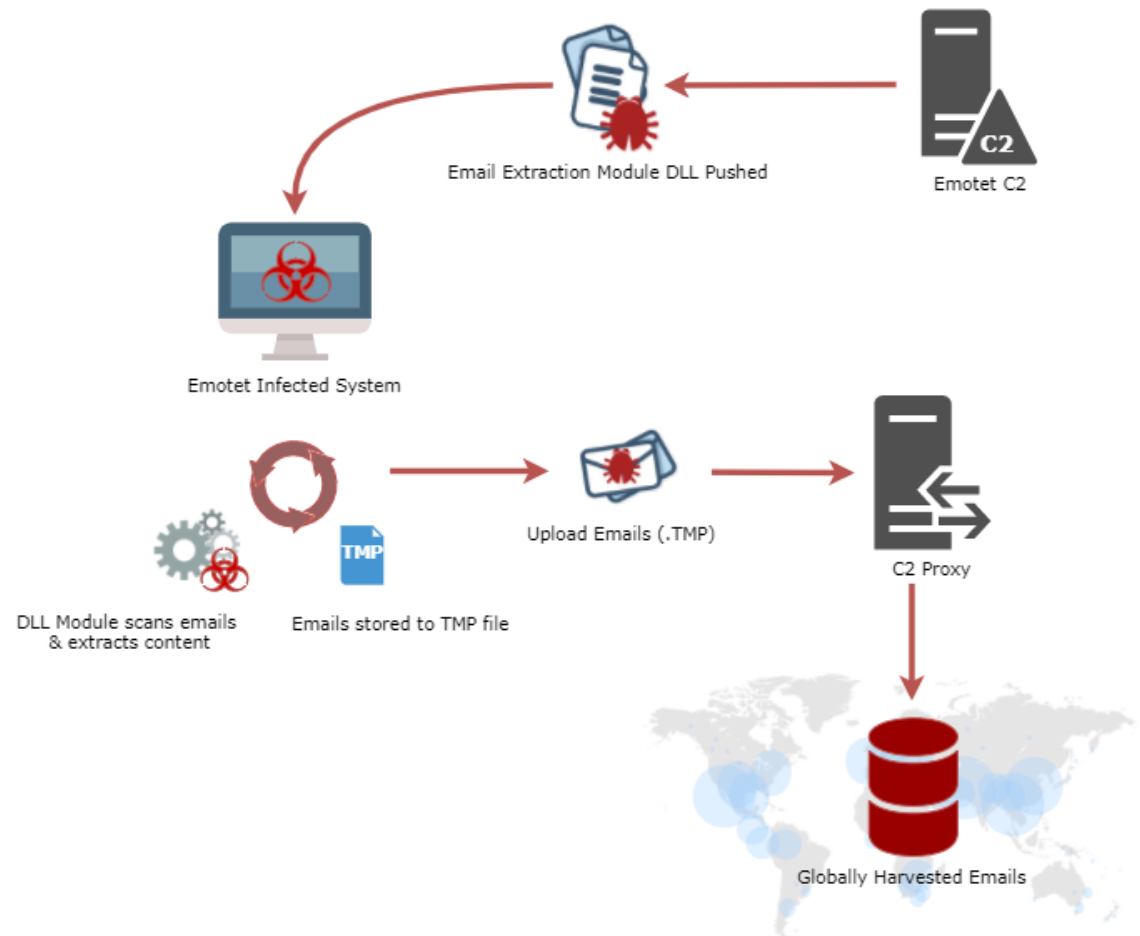 C2
Email Extraction Module DLL Pushed
Emotet C2
Emotet Infected System
TMP
Upload Emails (.TMP)
C2 Proxy
DLL Module scans emails
& extracts content
Emails stored to TMP file
Globally Harvested Emails